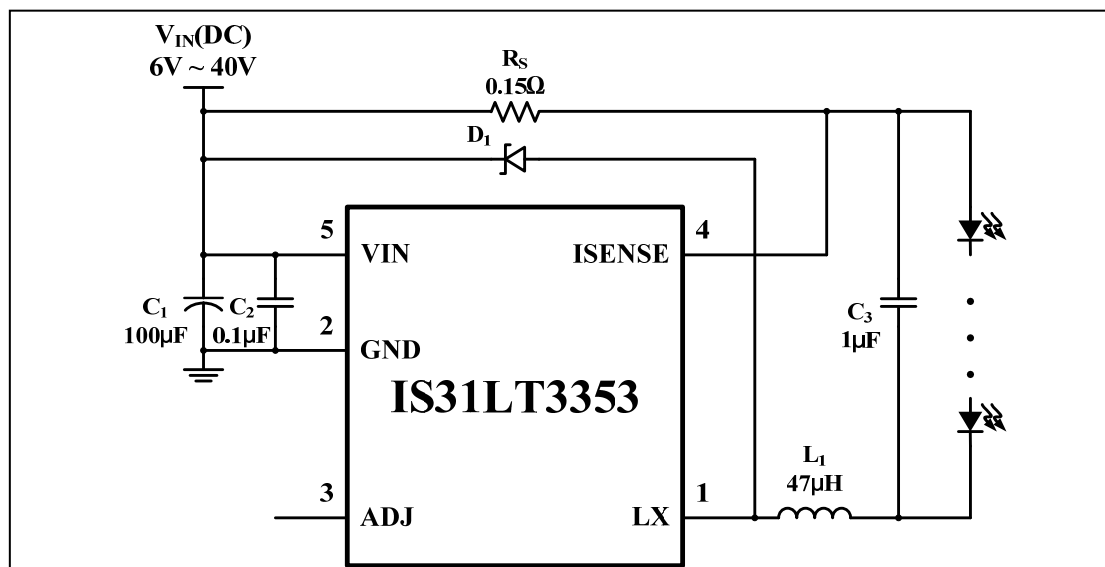 V_IN(DC)
6V ~ 40V
R_S
0.15Ω
D_1
5
VIN
ISENSE
4
C_1
100µF
C_2
0.1µF
2
GND
C_3
1µF
IS31LT3353
L_1
47µH
3
ADJ
LX
1